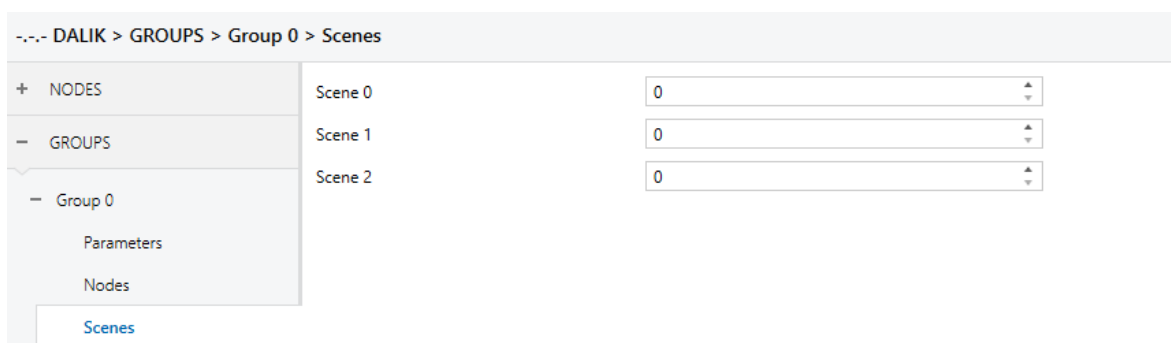 -.-.- DALIK > GROUPS > Group 0 > Scenes
+ NODES
− GROUPS
− Group 0
Parameters
Nodes
Scenes
Scene 0 0
Scene 1 0
Scene 2 0